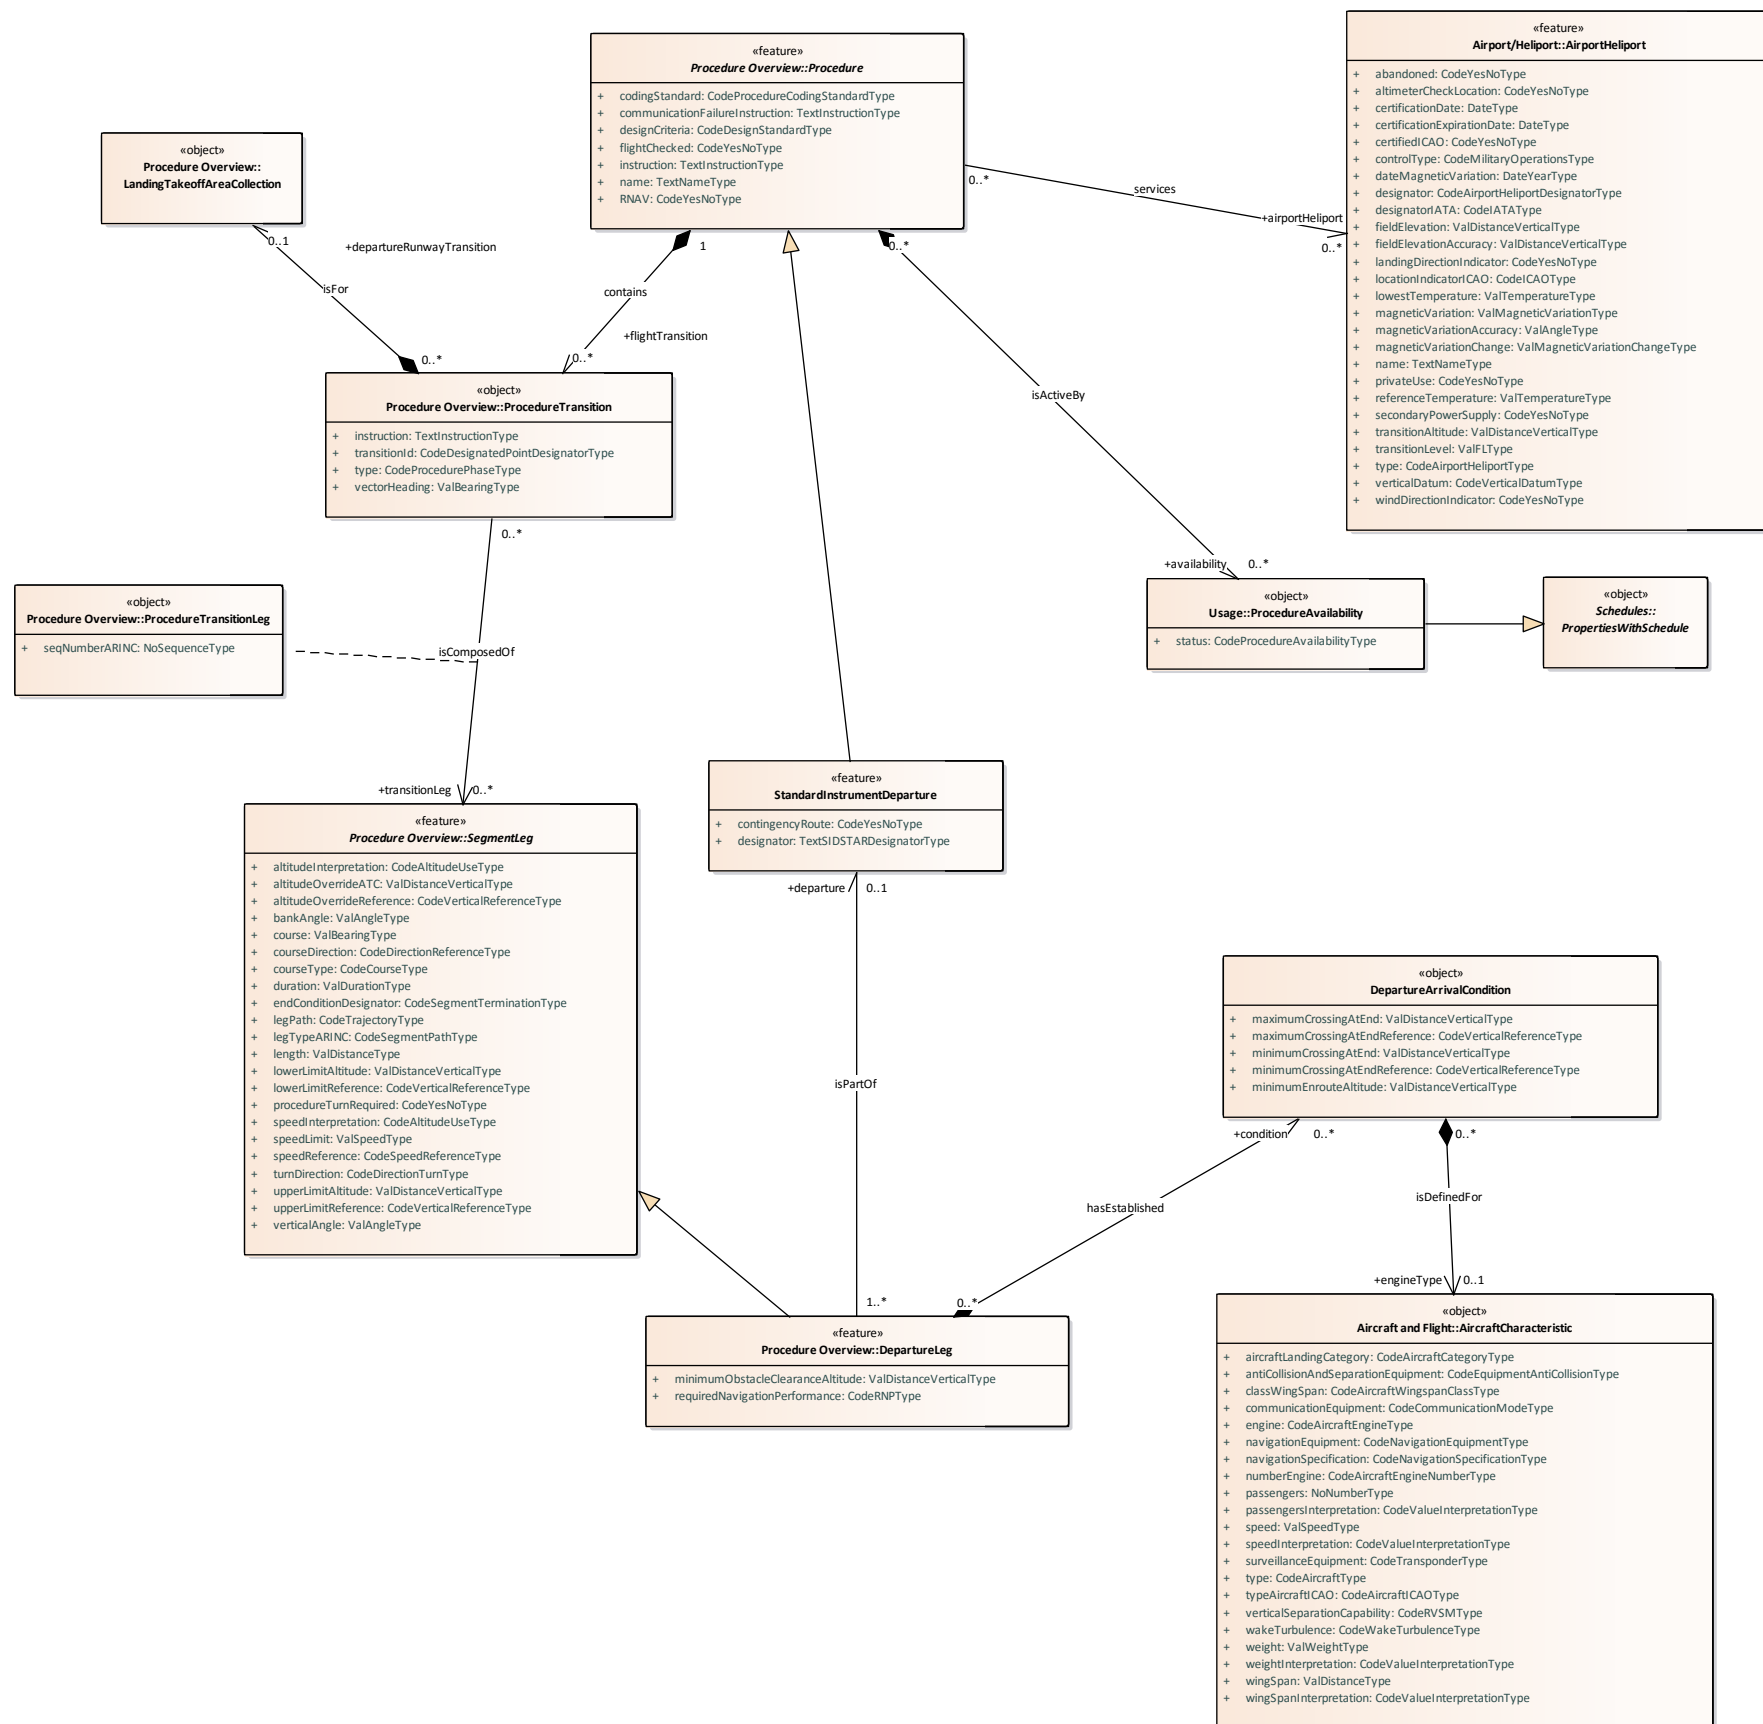 «feature»
Procedure Overview::Procedure
+ codingStandard: CodeProcedureCodingStandardType
+ communicationFailureInstruction: TextInstructionType
+ designCriteria: CodeDesignStandardType
+ flightChecked: CodeYesNoType
+ instruction: TextInstructionType
+ name: TextNameType
+ RNAV: CodeYesNoType
«feature»
Airport/Heliport::AirportHeliport
+ abandoned: CodeYesNoType
+ altimeterCheckLocation: CodeYesNoType
+ certificationDate: DateType
+ certificationExpirationDate: DateType
+ certifiedICAO: CodeYesNoType
+ controlType: CodeMilitaryOperationsType
+ dateMagneticVariation: DateYearType
+ designator: CodeAirportHeliportDesignatorType
+ designatorIATA: CodeIATAType
+ fieldElevation: ValDistanceVerticalType
+ fieldElevationAccuracy: ValDistanceVerticalType
+ landingDirectionIndicator: CodeYesNoType
+ locationIndicatorICAO: CodeICAOType
+ lowestTemperature: ValTemperatureType
+ magneticVariation: ValMagneticVariationType
+ magneticVariationAccuracy: ValAngleType
+ magneticVariationChange: ValMagneticVariationChangeType
+ name: TextNameType
+ privateUse: CodeYesNoType
+ referenceTemperature: ValTemperatureType
+ secondaryPowerSupply: CodeYesNoType
+ transitionAltitude: ValDistanceVerticalType
+ transitionLevel: ValFLType
+ type: CodeAirportHeliportType
+ verticalDatum: CodeVerticalDatumType
+ windDirectionIndicator: CodeYesNoType
«object»
Procedure Overview::
LandingTakeoffAreaCollection
0..*
services
+airportHeliport
0..*
0..1
+departureRunwayTransition
isFor
0..*
1
contains
+flightTransition
0..*
0..*
isActiveBy
+availability
0..*
«object»
Procedure Overview::ProcedureTransition
+ instruction: TextInstructionType
+ transitionId: CodeDesignatedPointDesignatorType
+ type: CodeProcedurePhaseType
+ vectorHeading: ValBearingType
0..*
isComposedOf
+transitionLeg
0..*
«object»
Procedure Overview::ProcedureTransitionLeg
+ seqNumberARINC: NoSequenceType
«object»
Usage::ProcedureAvailability
+ status: CodeProcedureAvailabilityType
«object»
Schedules::
PropertiesWithSchedule
«feature»
StandardInstrumentDeparture
+ contingencyRoute: CodeYesNoType
+ designator: TextSIDSTARDesignatorType
«feature»
Procedure Overview::SegmentLeg
+ altitudeInterpretation: CodeAltitudeUseType
+ altitudeOverrideATC: ValDistanceVerticalType
+ altitudeOverrideReference: CodeVerticalReferenceType
+ bankAngle: ValAngleType
+ course: ValBearingType
+ courseDirection: CodeDirectionReferenceType
+ courseType: CodeCourseType
+ duration: ValDurationType
+ endConditionDesignator: CodeSegmentTerminationType
+ legPath: CodeTrajectoryType
+ legTypeARINC: CodeSegmentPathType
+ length: ValDistanceType
+ lowerLimitAltitude: ValDistanceVerticalType
+ lowerLimitReference: CodeVerticalReferenceType
+ procedureTurnRequired: CodeYesNoType
+ speedInterpretation: CodeAltitudeUseType
+ speedLimit: ValSpeedType
+ speedReference: CodeSpeedReferenceType
+ turnDirection: CodeDirectionTurnType
+ upperLimitAltitude: ValDistanceVerticalType
+ upperLimitReference: CodeVerticalReferenceType
+ verticalAngle: ValAngleType
+departure
0..1
isPartOf
1..*
«object»
DepartureArrivalCondition
+ maximumCrossingAtEnd: ValDistanceVerticalType
+ maximumCrossingAtEndReference: CodeVerticalReferenceType
+ minimumCrossingAtEnd: ValDistanceVerticalType
+ minimumCrossingAtEndReference: CodeVerticalReferenceType
+ minimumEnrouteAltitude: ValDistanceVerticalType
+condition
0..*
hasEstablished
0..*
0..*
isDefinedFor
+engineType
0..1
«feature»
Procedure Overview::DepartureLeg
+ minimumObstacleClearanceAltitude: ValDistanceVerticalType
+ requiredNavigationPerformance: CodeRNPType
«object»
Aircraft and Flight::AircraftCharacteristic
+ aircraftLandingCategory: CodeAircraftCategoryType
+ antiCollisionAndSeparationEquipment: CodeEquipmentAntiCollisionType
+ classWingSpan: CodeAircraftWingspanClassType
+ communicationEquipment: CodeCommunicationModeType
+ engine: CodeAircraftEngineType
+ navigationEquipment: CodeNavigationEquipmentType
+ navigationSpecification: CodeNavigationSpecificationType
+ numberEngine: CodeAircraftEngineNumberType
+ passengers: NoNumberType
+ passengersInterpretation: CodeValueInterpretationType
+ speed: ValSpeedType
+ speedInterpretation: CodeValueInterpretationType
+ surveillanceEquipment: CodeTransponderType
+ type: CodeAircraftType
+ typeAircraftICAO: CodeAircraftICAOType
+ verticalSeparationCapability: CodeRVSMType
+ wakeTurbulence: CodeWakeTurbulenceType
+ weight: ValWeightType
+ weightInterpretation: CodeValueInterpretationType
+ wingSpan: ValDistanceType
+ wingSpanInterpretation: CodeValueInterpretationType